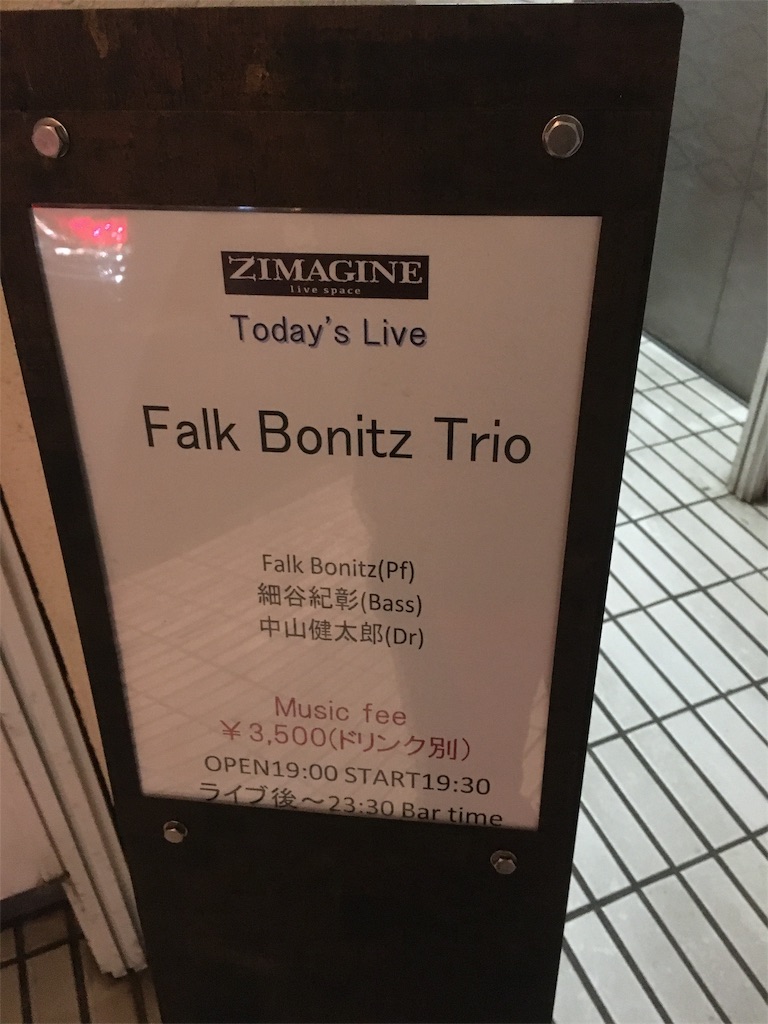 ZIMAGINE
live space
Today's Live
Falk Bonitz Trio
Falk Bonitz(Pf)
細谷紀彰(Bass)
中山健太郎(Dr)
Music fee
￥3,500(ドリンク別)
OPEN19:00 START19:30
ライブ後～23:30 Bar time